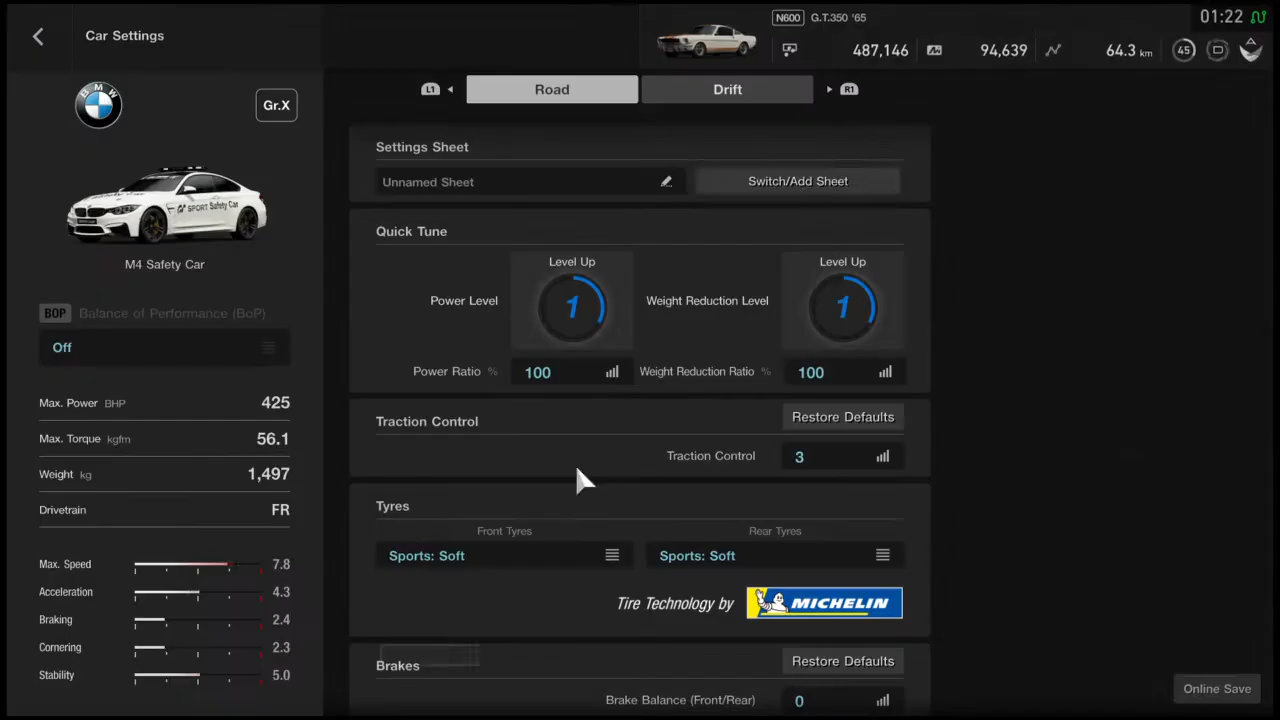 Car Settings
N600 G.T.350 '65
01:22
487,146 94,639 64.3 km 45
BMW
Gr.X
SPORT Safety Car
M4 Safety Car
BOP Balance of Performance (BoP)
Off
Max. Power BHP 425
Max. Torque kgfm 56.1
Weight kg 1,497
Drivetrain FR
Max. Speed 7.8
Acceleration 4.3
Braking 2.4
Cornering 2.3
Stability 5.0
L1 Road Drift R1
Settings Sheet
Unnamed Sheet Switch/Add Sheet
Quick Tune
Level Up Level Up
Power Level 1 Weight Reduction Level 1
Power Ratio % 100 Weight Reduction Ratio % 100
Traction Control Restore Defaults
Traction Control 3
Tyres
Front Tyres Rear Tyres
Sports: Soft Sports: Soft
Tire Technology by MICHELIN
Brakes Restore Defaults
Brake Balance (Front/Rear) 0
Online Save